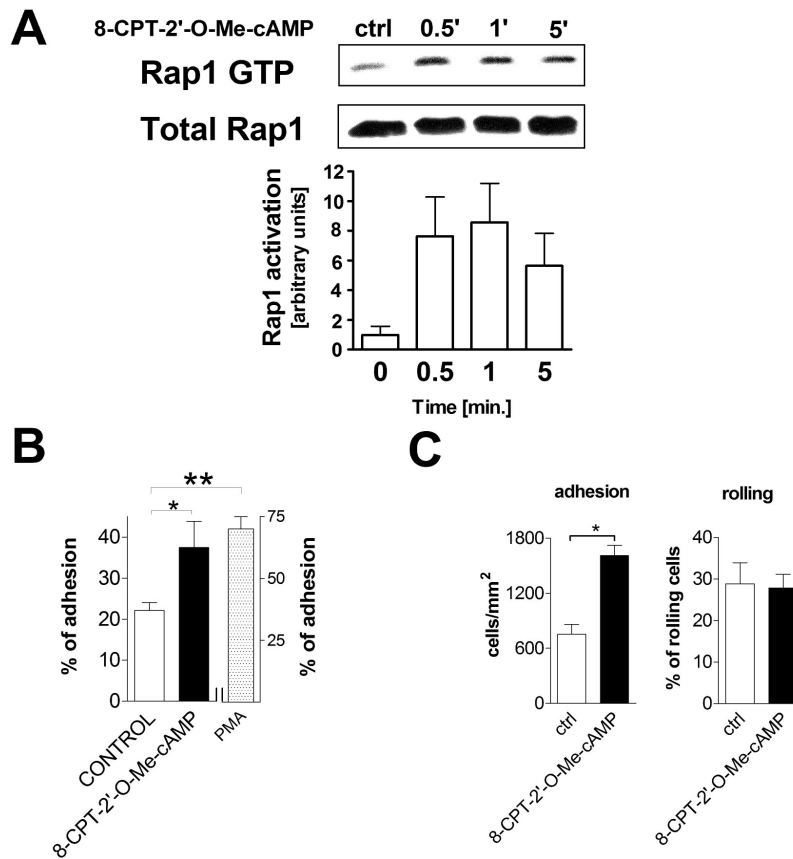 A
8-CPT-2'-O-Me-cAMP ctrl 0.5' 1' 5'
Rap1 GTP
Total Rap1
Rap1 activation
[arbitrary units]
12
10
8
6
4
2
0
0 0.5 1 5
Time [min.]
B
**
*
% of adhesion
40
30
20
10
0
75
50
25
% of adhesion
CONTROL
8-CPT-2'-O-Me-cAMP
PMA
C
adhesion
*
cells/mm2
1800
1200
600
0
ctrl
8-CPT-2'-O-Me-cAMP
rolling
% of rolling cells
40
30
20
10
0
ctrl
8-CPT-2'-O-Me-cAMP